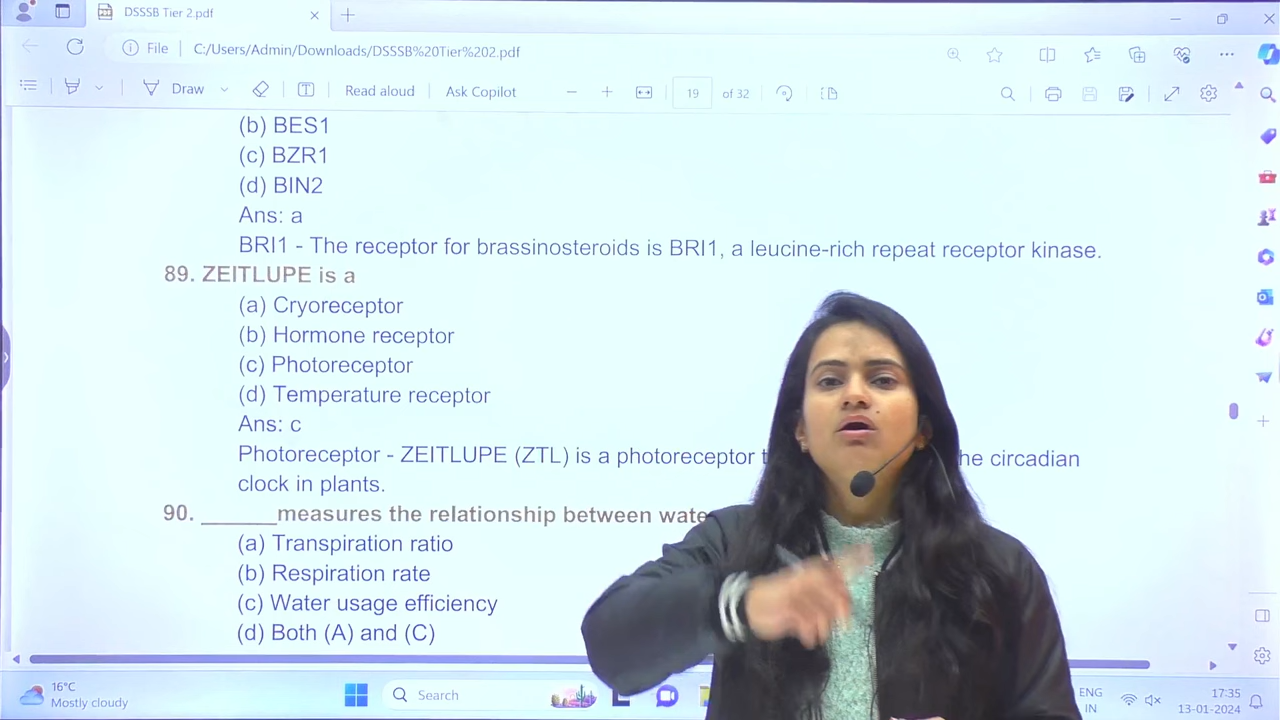 DSSSB Tier 2.pdf
File
C:/Users/Admin/Downloads/DSSSB%20Tier%202.pdf
Draw
Read aloud
Ask Copilot
19
of 32
(b) BES1
(c) BZR1
(d) BIN2
Ans: a
BRI1 - The receptor for brassinosteroids is BRI1, a leucine-rich repeat receptor kinase.
89. ZEITLUPE is a
(a) Cryoreceptor
(b) Hormone receptor
(c) Photoreceptor
(d) Temperature receptor
Ans: c
Photoreceptor - ZEITLUPE (ZTL) is a photoreceptor circadian
clock in plants.
90. ______measures the relationship between
(a) Transpiration ratio
(b) Respiration rate
(c) Water usage efficiency
(d) Both (A) and (C)
16°C
Mostly cloudy
Search
ENG
IN
17:35
13-01-2024